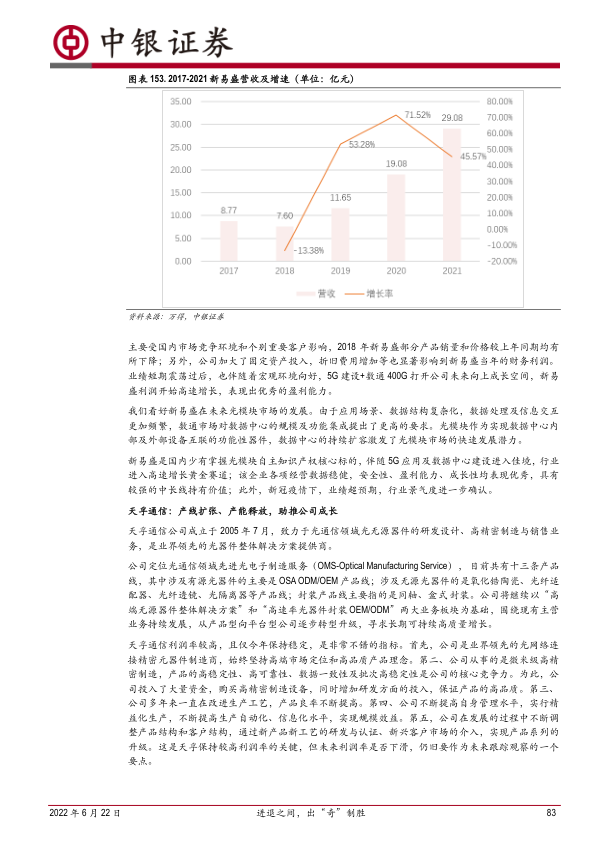 中银证券
图表 153. 2017-2021 新易盛营收及增速（单位：亿元）
35.00
30.00
25.00
20.00
15.00
10.00
5.00
0.00
80.00%
70.00%
60.00%
50.00%
40.00%
30.00%
20.00%
10.00%
0.00%
-10.00%
-20.00%
8.77
7.60
11.65
19.08
29.08
-13.38%
53.28%
71.52%
45.57%
2017
2018
2019
2020
2021
营收
增长率
资料来源：万得，中银证券
主要受国内市场竞争环境和个别重要客户影响，2018 年新易盛部分产品销量和价格较上年同期均有
所下降；另外，公司加大了固定资产投入，折旧费用增加等也显著影响到新易盛当年的财务利润。
业绩短期震荡过后，也伴随着宏观环境向好，5G 建设+数通 400G 打开公司未来向上成长空间，新易
盛利润开始高速增长，表现出优秀的盈利能力。
我们看好新易盛在未来光模块市场的发展。由于应用场景、数据结构复杂化，数据处理及信息交互
更加频繁，数通市场对数据中心的规模及功能集成提出了更高的要求。光模块作为实现数据中心内
部及外部设备互联的功能性器件，数据中心的持续扩容激发了光模块市场的快速发展潜力。
新易盛是国内少有掌握光模块自主知识产权核心标的，伴随 5G 应用及数据中心建设进入佳境，行业
进入高速增长黄金赛道；该企业各项经营数据稳健，安全性、盈利能力、成长性均表现优秀，具有
较强的中长线持有价值；此外，新冠疫情下，业绩超预期，行业景气度进一步确认。
天孚通信：产线扩张、产能释放，助推公司成长
天孚通信公司成立于 2005 年 7 月，致力于光通信领域光无源器件的研发设计、高精密制造与销售业
务，是业界领先的光器件整体解决方案提供商。
公司定位光通信领域先进光电子制造服务（OMS-Optical Manufacturing Service），目前共有十三条产品
线，其中涉及有源光器件的主要是 OSA ODM/OEM 产品线；涉及无源光器件的是氧化锆陶瓷、光纤适
配器、光纤透镜、光隔离器等产品线；封装产品线主要指的是同轴、盒式封装。公司将继续以“高
端无源器件整体解决方案”和“高速率光器件封装 OEM/ODM”两大业务板块为基础，围绕现有主营
业务持续发展，从产品型向平台型公司逐步转型升级，寻求长期可持续高质量增长。
天孚通信利润率较高，且仅今年保持稳定，是非常不错的指标。首先，公司是业界领先的光网络连
接精密元器件制造商，始终坚持高端市场定位和高品质产品理念。第二、公司从事的是微米级高精
密制造，产品的高稳定性、高可靠性、数据一致性及批次高稳定性是公司的核心竞争力。为此，公
司投入了大量资金，购买高精密制造设备，同时增加研发方面的投入，保证产品的高品质。第三、
公司多年来一直在改进生产工艺，产品良率不断提高。第四、公司不断提高自身管理水平，实行精
益化生产，不断提高生产自动化、信息化水平，实现规模效益。第五，公司在发展的过程中不断调
整产品结构和客户结构，通过新产品新工艺的研发与认证、新兴客户市场的介入，实现产品系列的
升级。这是天孚保持较高利润率的关键，但未来利润率是否下滑，仍旧要作为未来跟踪观察的一个
要点。
2022 年 6 月 22 日
进退之间，出“奇”制胜
83